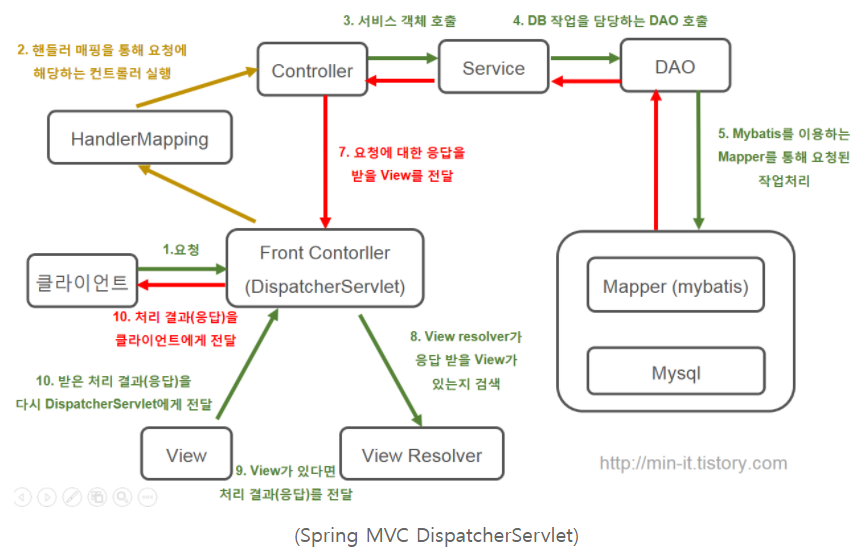 3. 서비스 객체 호출
4. DB 작업을 담당하는 DAO 호출
2. 핸들러 매핑을 통해 요청에
해당하는 컨트롤러 실행
Controller
Service
DAO
HandlerMapping
7. 요청에 대한 응답을
받을 View를 전달
5. Mybatis를 이용하는
Mapper를 통해 요청된
작업처리
1.요청
클라이언트
Front Contorller
(DispatcherServlet)
10. 처리 결과(응답)을
클라이언트에게 전달
Mapper (mybatis)
Mysql
8. View resolver가
응답 받을 View가
있는지 검색
10. 받은 처리 결과(응답)을
다시 DispatcherServlet에게 전달
View
View Resolver
9. View가 있다면
처리 결과(응답)를 전달
http://min-it.tistory.com
(Spring MVC DispatcherServlet)